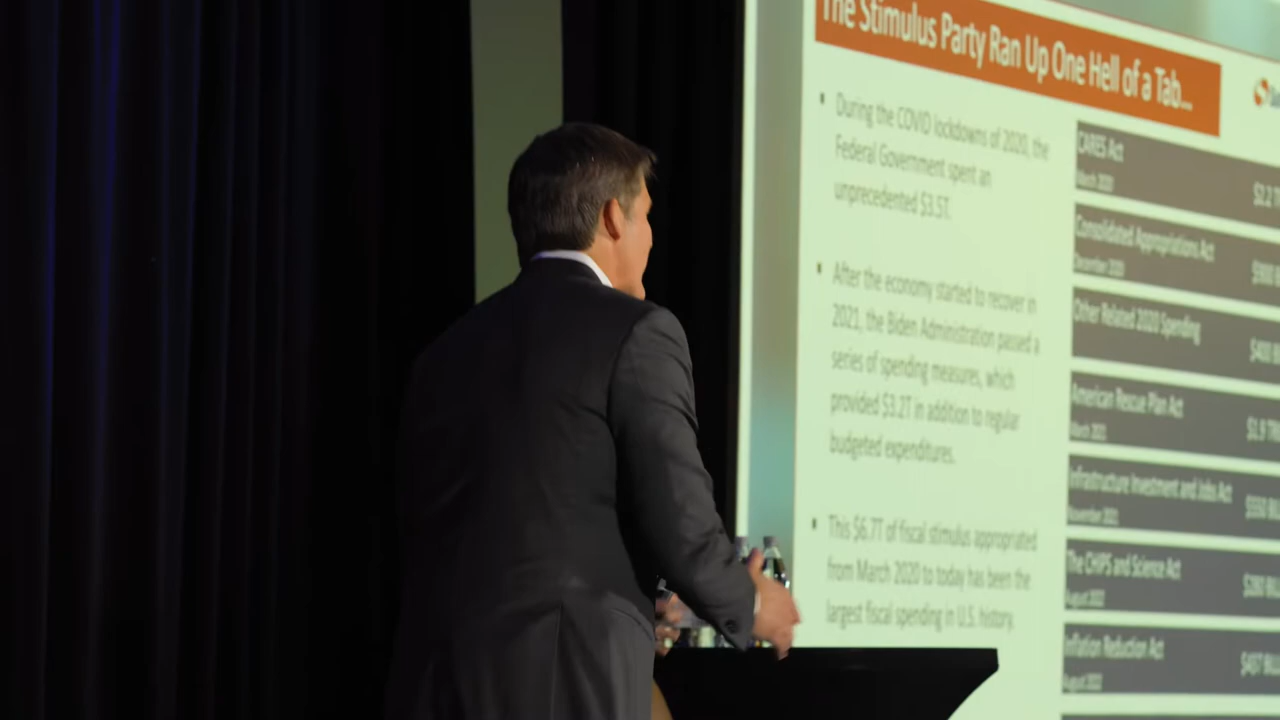 The Stimulus Party Ran Up One Hell of a Tab...
During the COVID lockdowns of 2020, the
Federal Government spent an
unprecedented $3.5T.
After the economy started to recover in
2021, the Biden Administration passed a
series of spending measures, which
provided $3.2T in addition to regular
budgeted expenditures.
This $6.7T of fiscal stimulus appropriated
from March 2020 to today has been the
largest fiscal spending in U.S. history.
CARES Act
March 2020
$2.2
Consolidated Appropriations Act
December 2020
$900
Other Related 2020 Spending
$400
American Rescue Plan Act
March 2021
$1.9
Infrastructure Investment and Jobs Act
November 2021
$550
The CHIPS and Science Act
August 2022
$280
Inflation Reduction Act
August 2022
$437